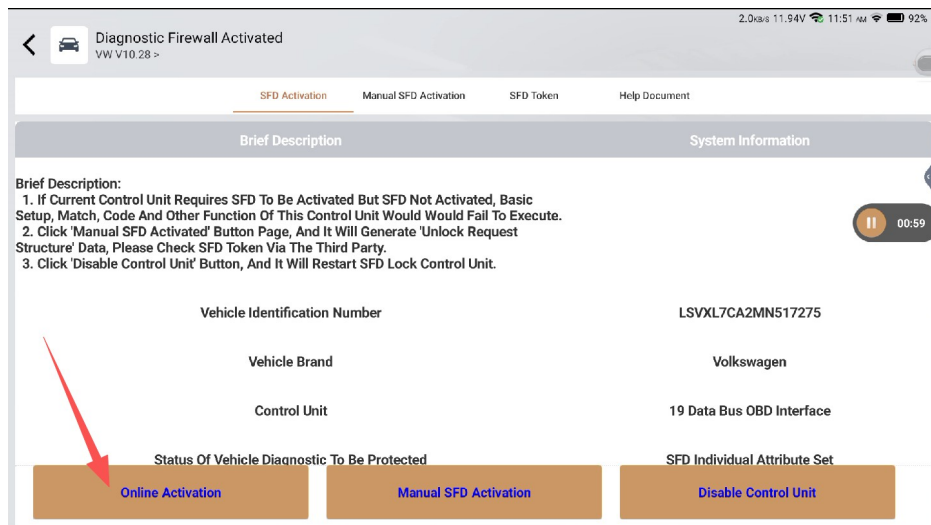 2.0KB/S 11.94V 11:51 AM 92%
Diagnostic Firewall Activated
VW V10.28 >
SFD Activation Manual SFD Activation SFD Token Help Document
Brief Description System Information
Brief Description:
1. If Current Control Unit Requires SFD To Be Activated But SFD Not Activated, Basic
Setup, Match, Code And Other Function Of This Control Unit Would Would Fail To Execute.
2. Click 'Manual SFD Activated' Button Page, And It Will Generate 'Unlock Request
Structure' Data, Please Check SFD Token Via The Third Party.
3. Click 'Disable Control Unit' Button, And It Will Restart SFD Lock Control Unit.
00:59
Vehicle Identification Number LSVXL7CA2MN517275
Vehicle Brand Volkswagen
Control Unit 19 Data Bus OBD Interface
Status Of Vehicle Diagnostic To Be Protected SFD Individual Attribute Set
Online Activation Manual SFD Activation Disable Control Unit